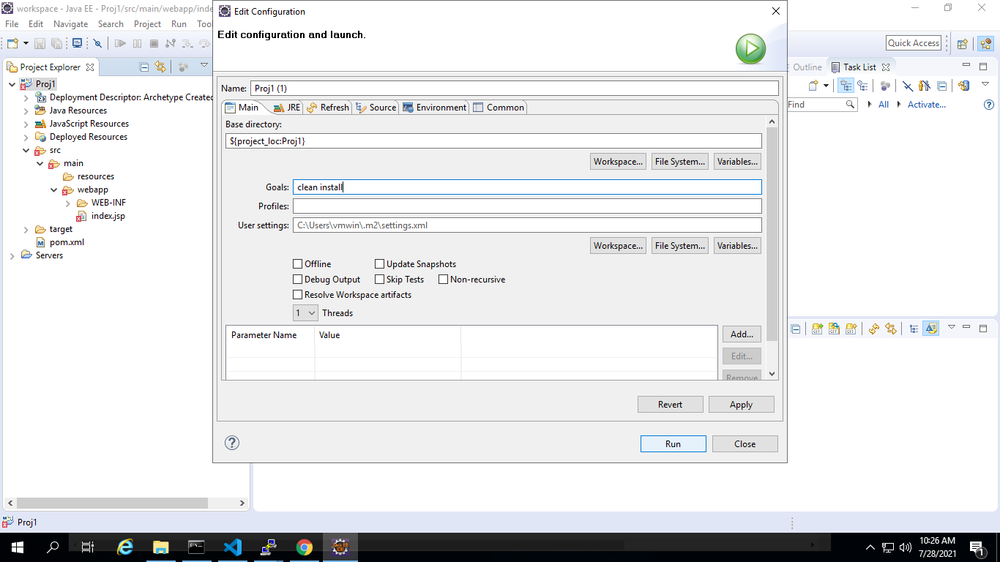 workspace - Java EE - Proj1/src/main/webapp/inde
File Edit Navigate Search Project Run Too
Edit Configuration
Edit configuration and launch.
Quick Access
Project Explorer
Proj1
Deployment Descriptor: Archetype Created
Java Resources
JavaScript Resources
Deployed Resources
src
main
resources
webapp
WEB-INF
index.jsp
target
pom.xml
Servers
Name: Proj1 (1)
Main JRE Refresh Source Environment Common
Base directory:
${project_loc:Proj1}
Workspace... File System... Variables...
Goals: clean install
Profiles:
User settings: C:\Users\vmwin\.m2\settings.xml
Workspace... File System... Variables...
Offline Update Snapshots
Debug Output Skip Tests Non-recursive
Resolve Workspace artifacts
1 Threads
Parameter Name Value
Add...
Edit...
Remove
Revert Apply
Run Close
Outline Task List
Find All Activate...
GIT GIT
Proj1
Java EE IDE
10:26 AM
7/28/2021
1